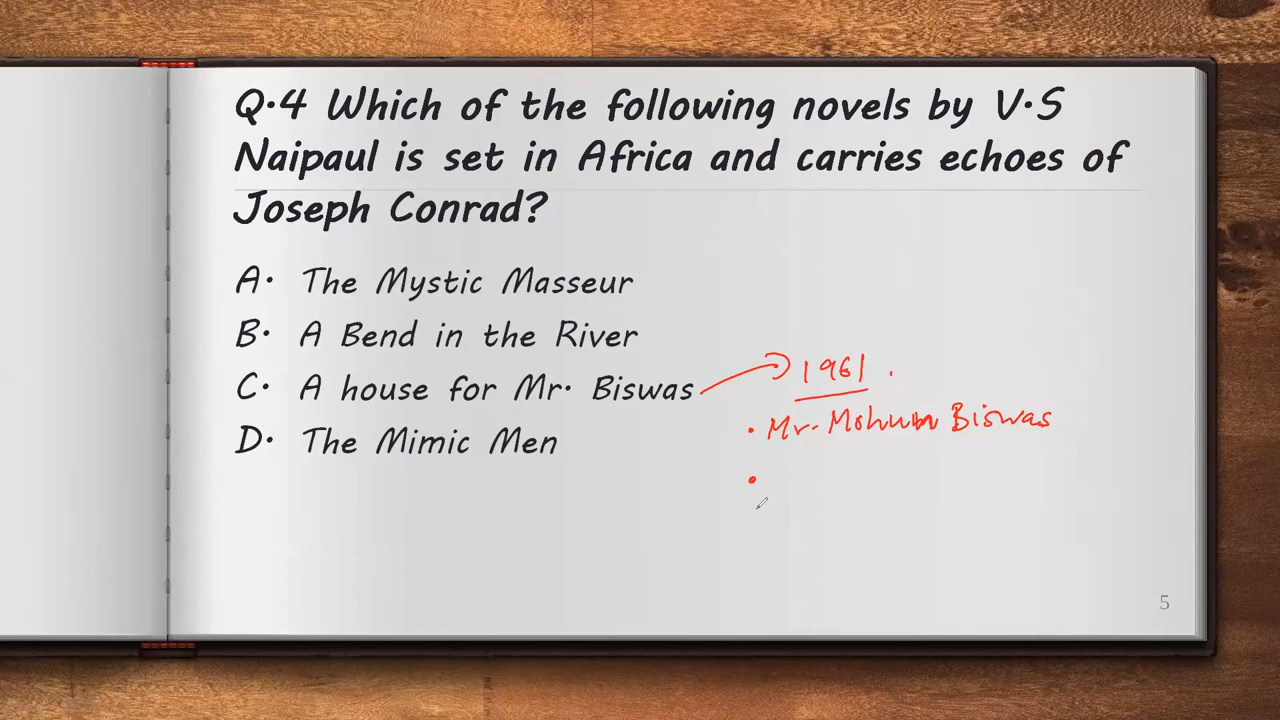 Q.4 Which of the following novels by V.S
Naipaul is set in Africa and carries echoes of
Joseph Conrad?
A. The Mystic Masseur
B. A Bend in the River
C. A house for Mr. Biswas
D. The Mimic Men
1961.
• Mr. Mohun Biswas
•
5